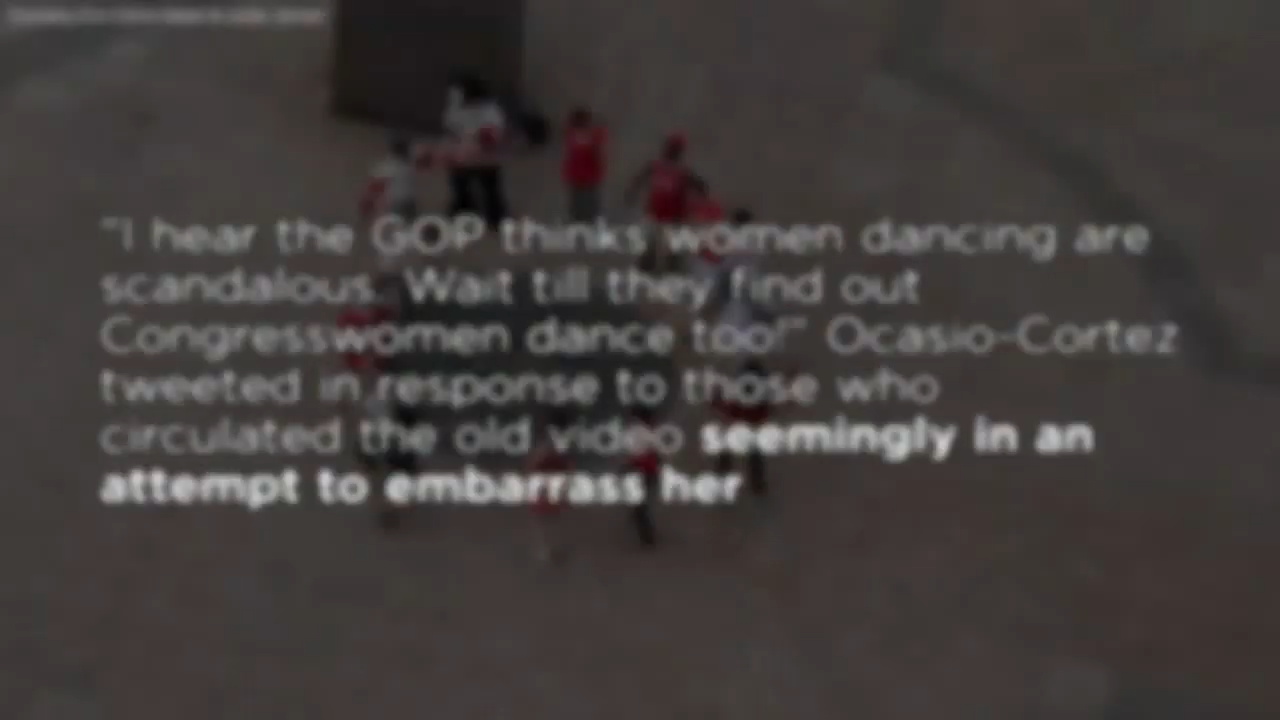 "I hear the GOP thinks women dancing are
scandalous. Wait till they find out
Congresswomen dance too!" Ocasio-Cortez
tweeted in response to those who
circulated the old video seemingly in an
attempt to embarrass her